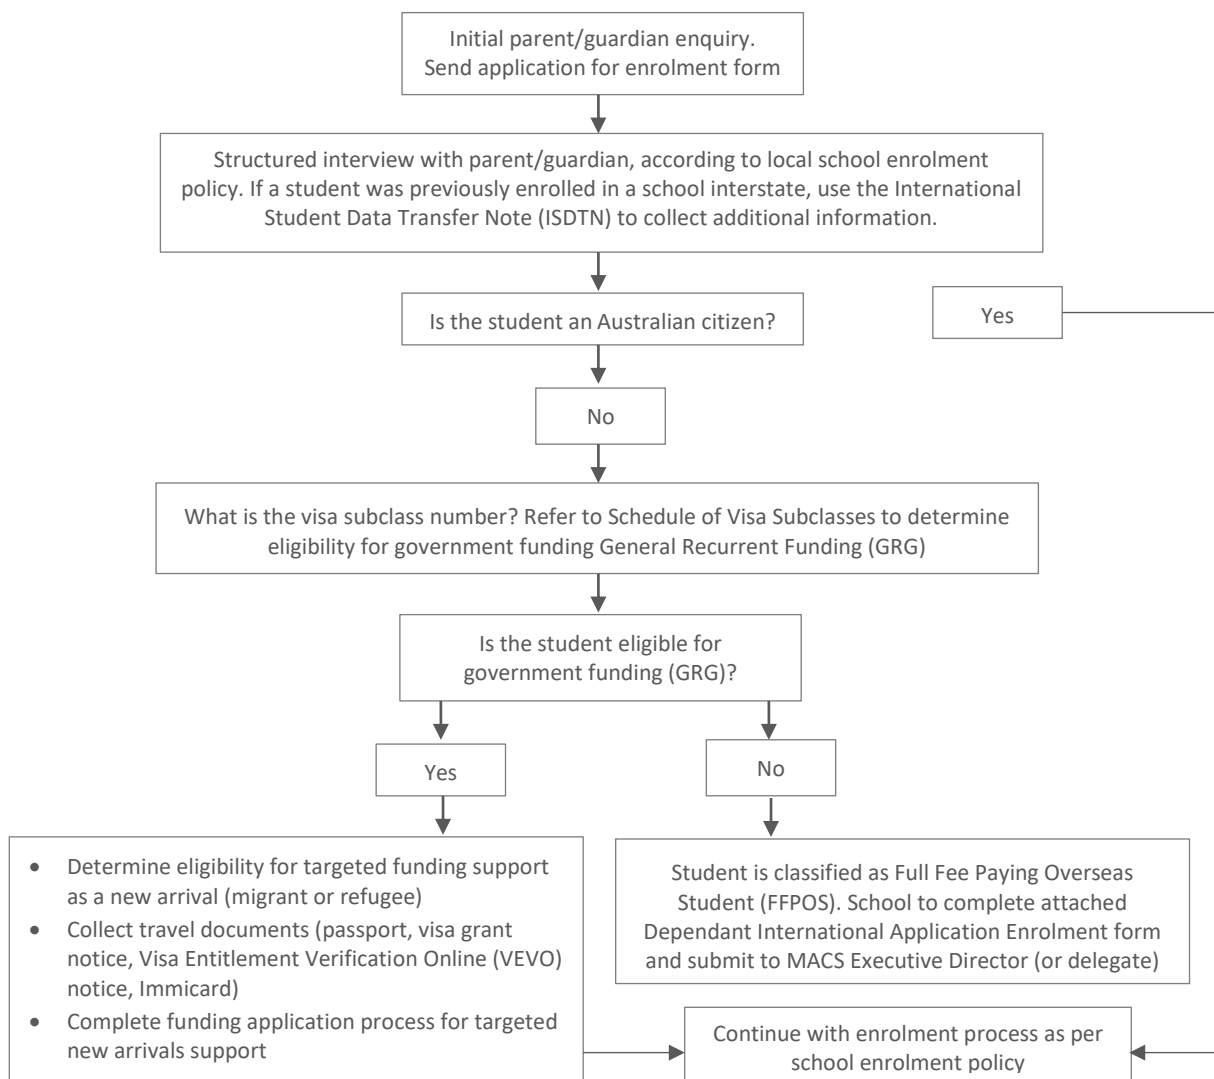 Initial parent/guardian enquiry.
Send application for enrolment form
Structured interview with parent/guardian, according to local school enrolment
policy. If a student was previously enrolled in a school interstate, use the International
Student Data Transfer Note (ISDTN) to collect additional information.
Is the student an Australian citizen?
Yes
No
What is the visa subclass number? Refer to Schedule of Visa Subclasses to determine
eligibility for government funding General Recurrent Funding (GRG)
Is the student eligible for
government funding (GRG)?
Yes
No
• Determine eligibility for targeted funding support
as a new arrival (migrant or refugee)
• Collect travel documents (passport, visa grant
notice, Visa Entitlement Verification Online (VEVO)
notice, Immicard)
• Complete funding application process for targeted
new arrivals support
Student is classified as Full Fee Paying Overseas
Student (FFPOS). School to complete attached
Dependant International Application Enrolment form
and submit to MACS Executive Director (or delegate)
Continue with enrolment process as per
school enrolment policy